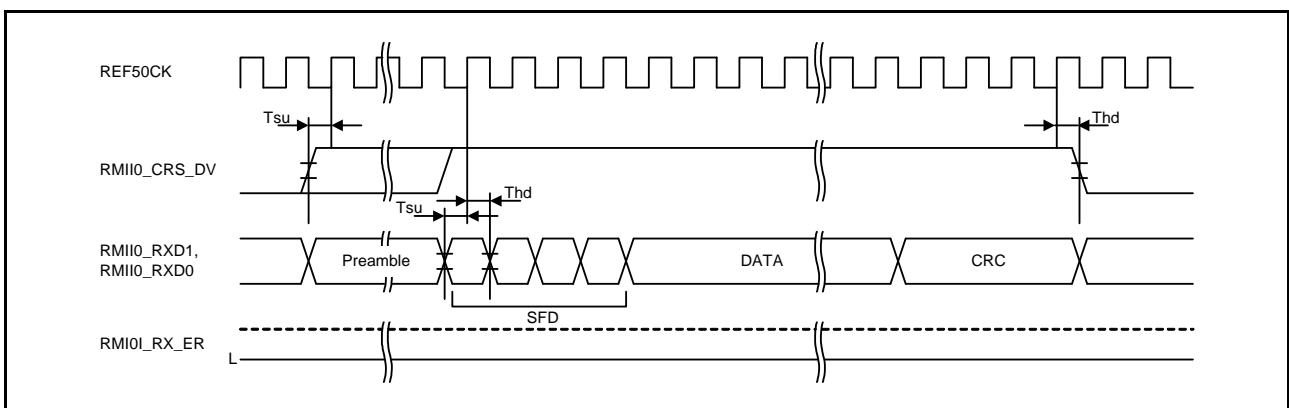 REF50CK
Tsu
Thd
RMII0_CRS_DV
Tsu
Thd
RMII0_RXD1,
RMII0_RXD0
Preamble
DATA
CRC
SFD
RMI0I_RX_ER
L